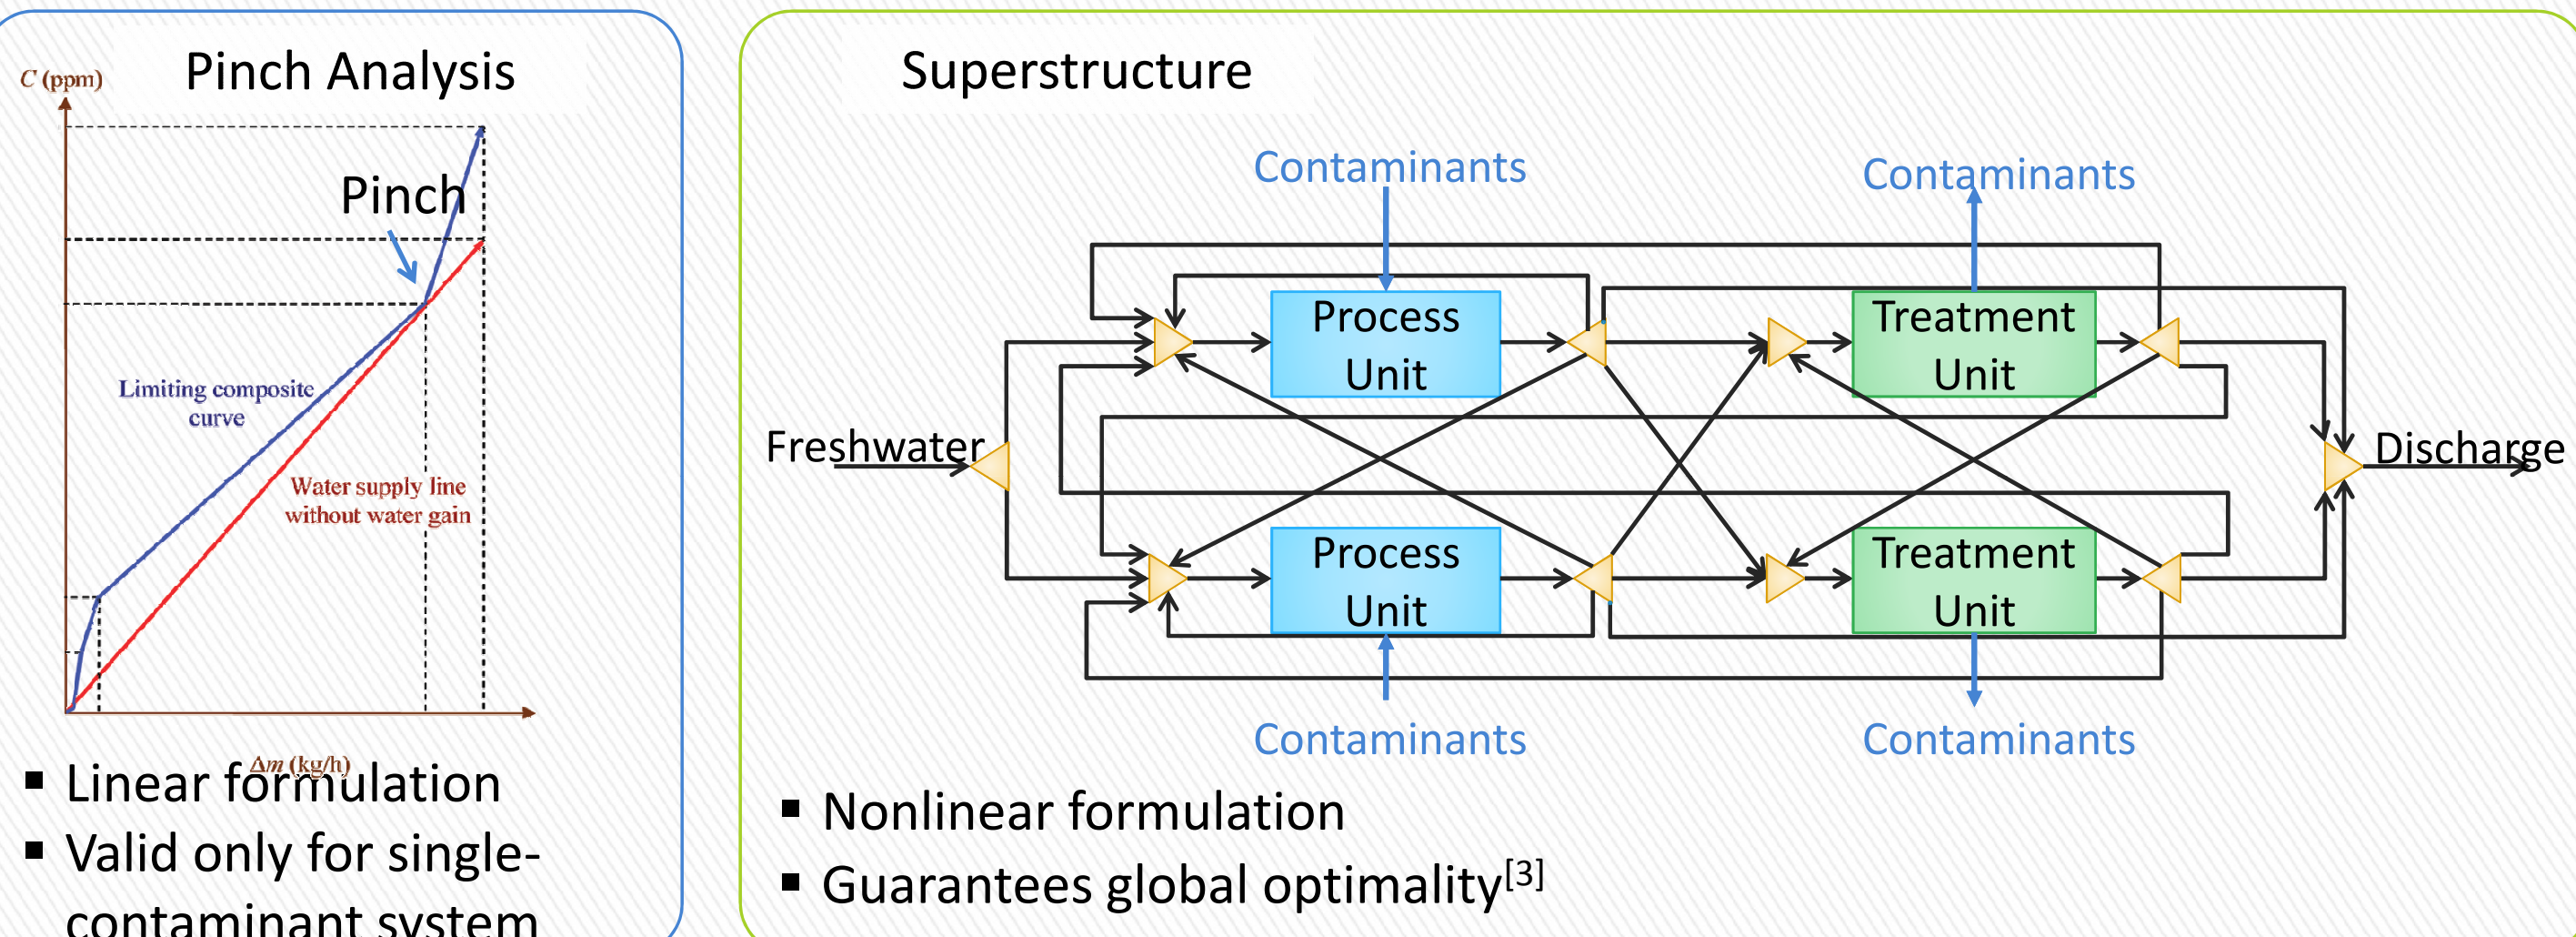 Pinch Analysis
C (ppm)
Pinch
Limiting composite
curve
Water supply line
without water gain
Δm (kg/h)
▪ Linear formulation
▪ Valid only for single-
contaminant system
Superstructure
Contaminants
Contaminants
Process
Unit
Treatment
Unit
Freshwater
Discharge
Process
Unit
Treatment
Unit
Contaminants
Contaminants
▪ Nonlinear formulation
▪ Guarantees global optimality[3]